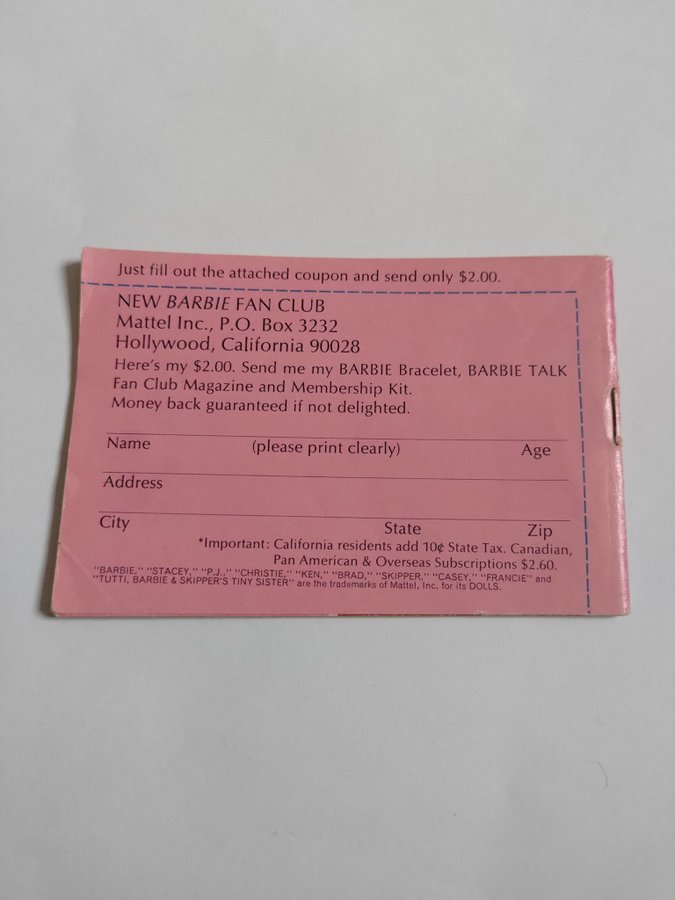 Just fill out the attached coupon and send only $2.00.
NEW BARBIE FAN CLUB
Mattel Inc., P.O. Box 3232
Hollywood, California 90028
Here's my $2.00. Send me my BARBIE Bracelet, BARBIE TALK
Fan Club Magazine and Membership Kit.
Money back guaranteed if not delighted.
Name (please print clearly) Age
Address
City State Zip
*Important: California residents add 10¢ State Tax. Canadian,
Pan American & Overseas Subscriptions $2.60.
"BARBIE," "STACEY," "P.J.," "CHRISTIE," "KEN," "BRAD," "SKIPPER," "CASEY," "FRANCIE" and
"TUTTI, BARBIE & SKIPPER'S TINY SISTER" are the trademarks of Mattel, Inc. for its DOLLS.